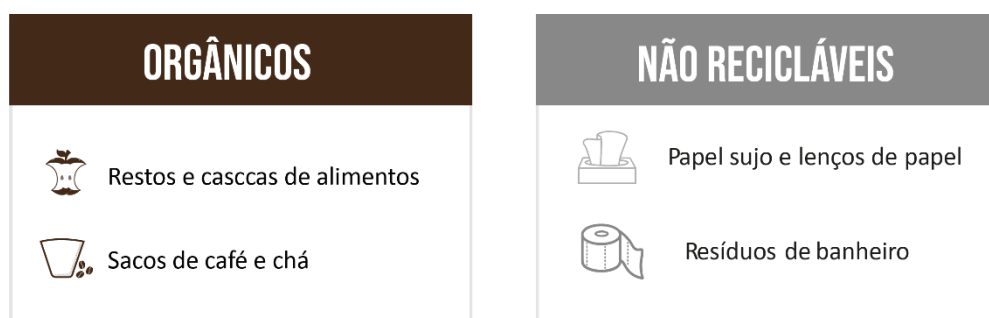 ORGÂNICOS
Restos e casccas de alimentos
Sacos de café e chá
NÃO RECICLÁVEIS
Papel sujo e lenços de papel
Resíduos de banheiro